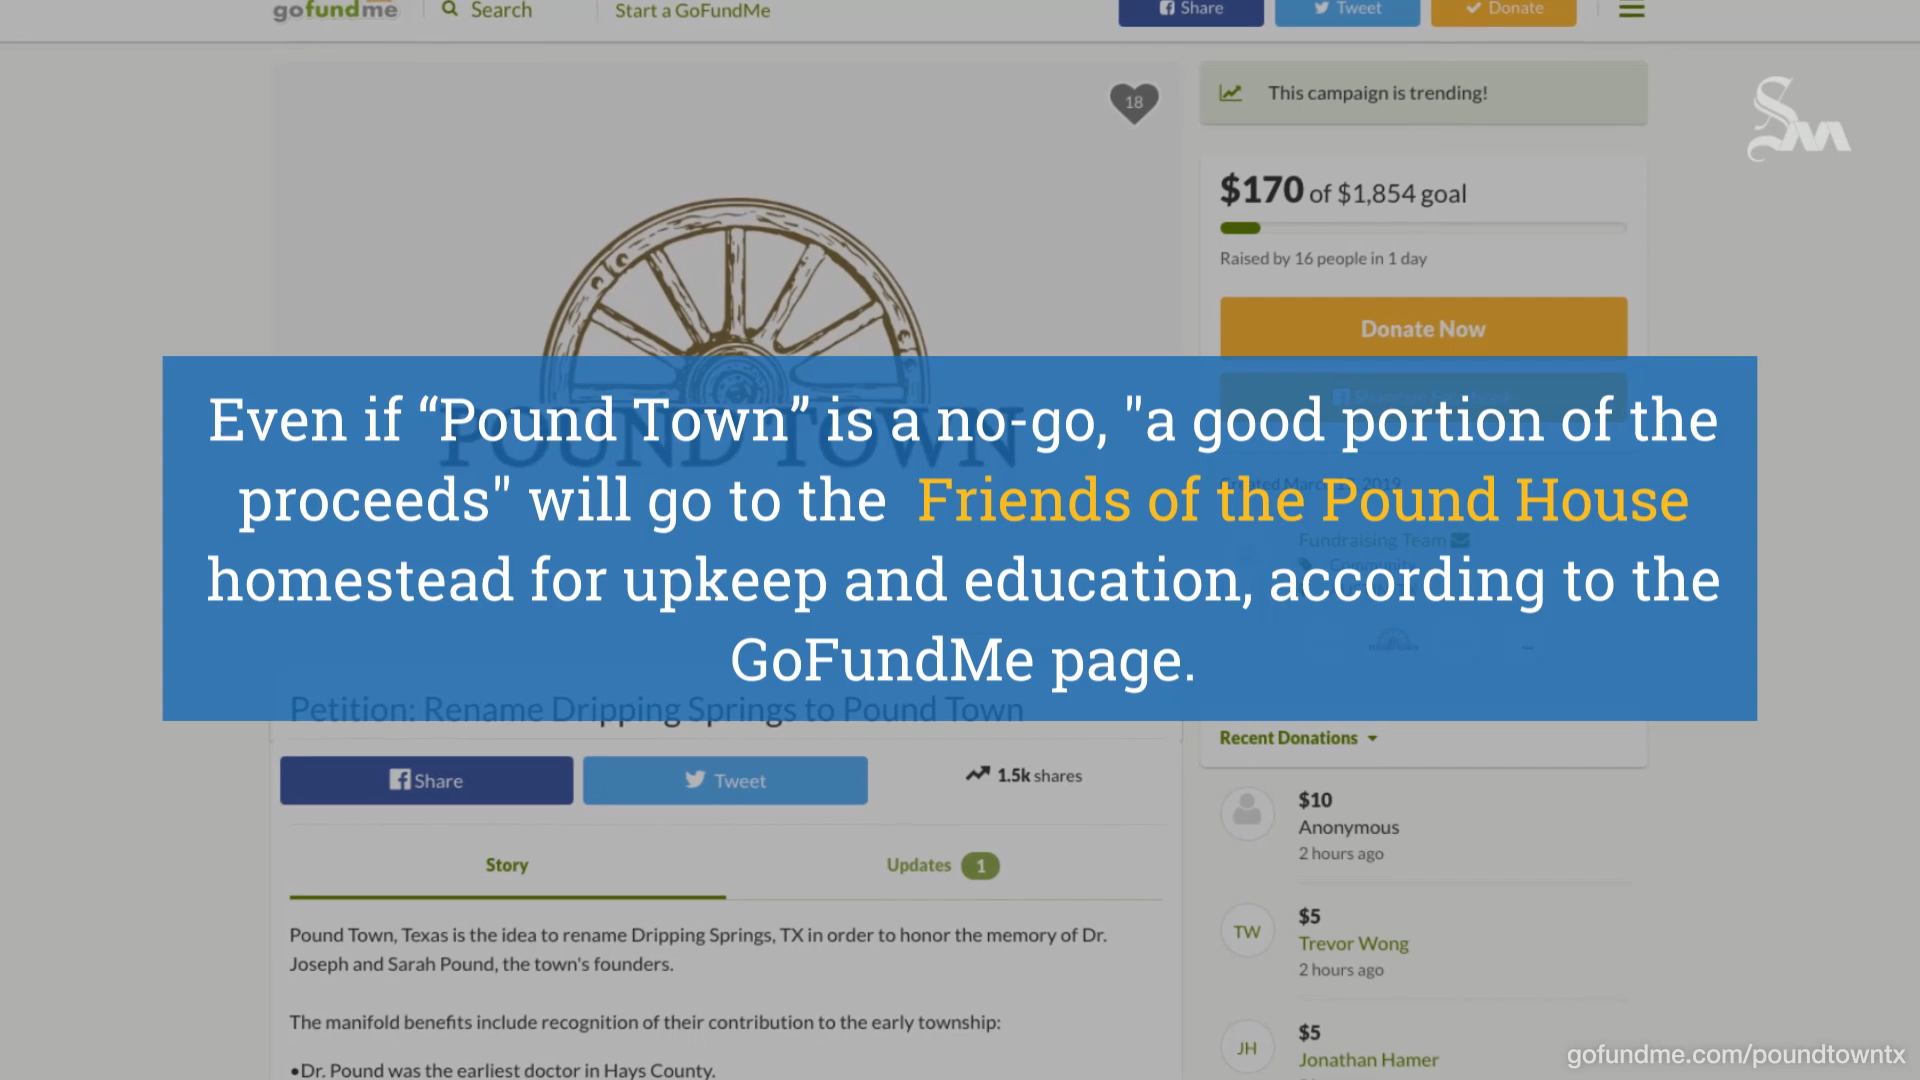 gofundme
Search
Start a GoFundMe
Share
Tweet
Donate
18
This campaign is trending!
SM
$170 of $1,854 goal
Raised by 16 people in 1 day
Donate Now
POUND TOWN
Even if “Pound Town” is a no-go, "a good portion of the
proceeds" will go to the Friends of the Pound House
homestead for upkeep and education, according to the
GoFundMe page.
Fundraising Team
Community
Petition: Rename Dripping Springs to Pound Town
Share
Tweet
1.5k shares
Story
Updates 1
Pound Town, Texas is the idea to rename Dripping Springs, TX in order to honor the memory of Dr.
Joseph and Sarah Pound, the town's founders.
The manifold benefits include recognition of their contribution to the early township:
•Dr. Pound was the earliest doctor in Hays County.
Recent Donations
$10
Anonymous
2 hours ago
TW
$5
Trevor Wong
2 hours ago
JH
$5
Jonathan Hamer
gofundme.com/poundtowntx